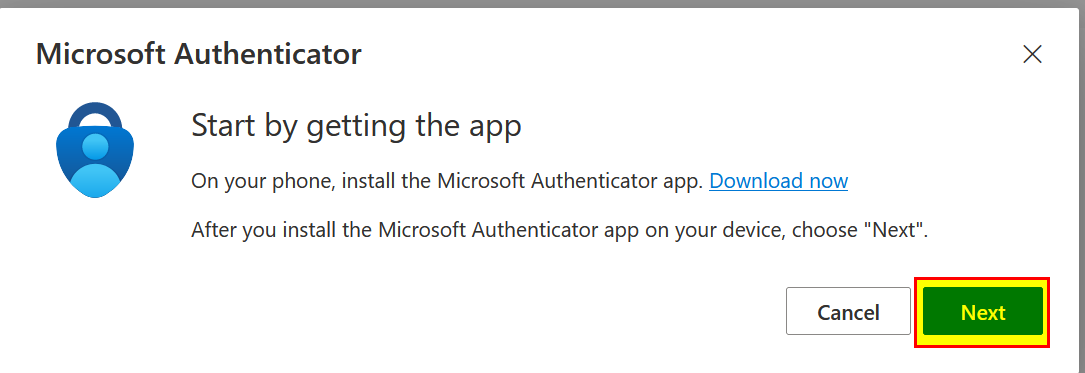 Microsoft Authenticator
Start by getting the app
On your phone, install the Microsoft Authenticator app. Download now
After you install the Microsoft Authenticator app on your device, choose "Next".
Cancel Next